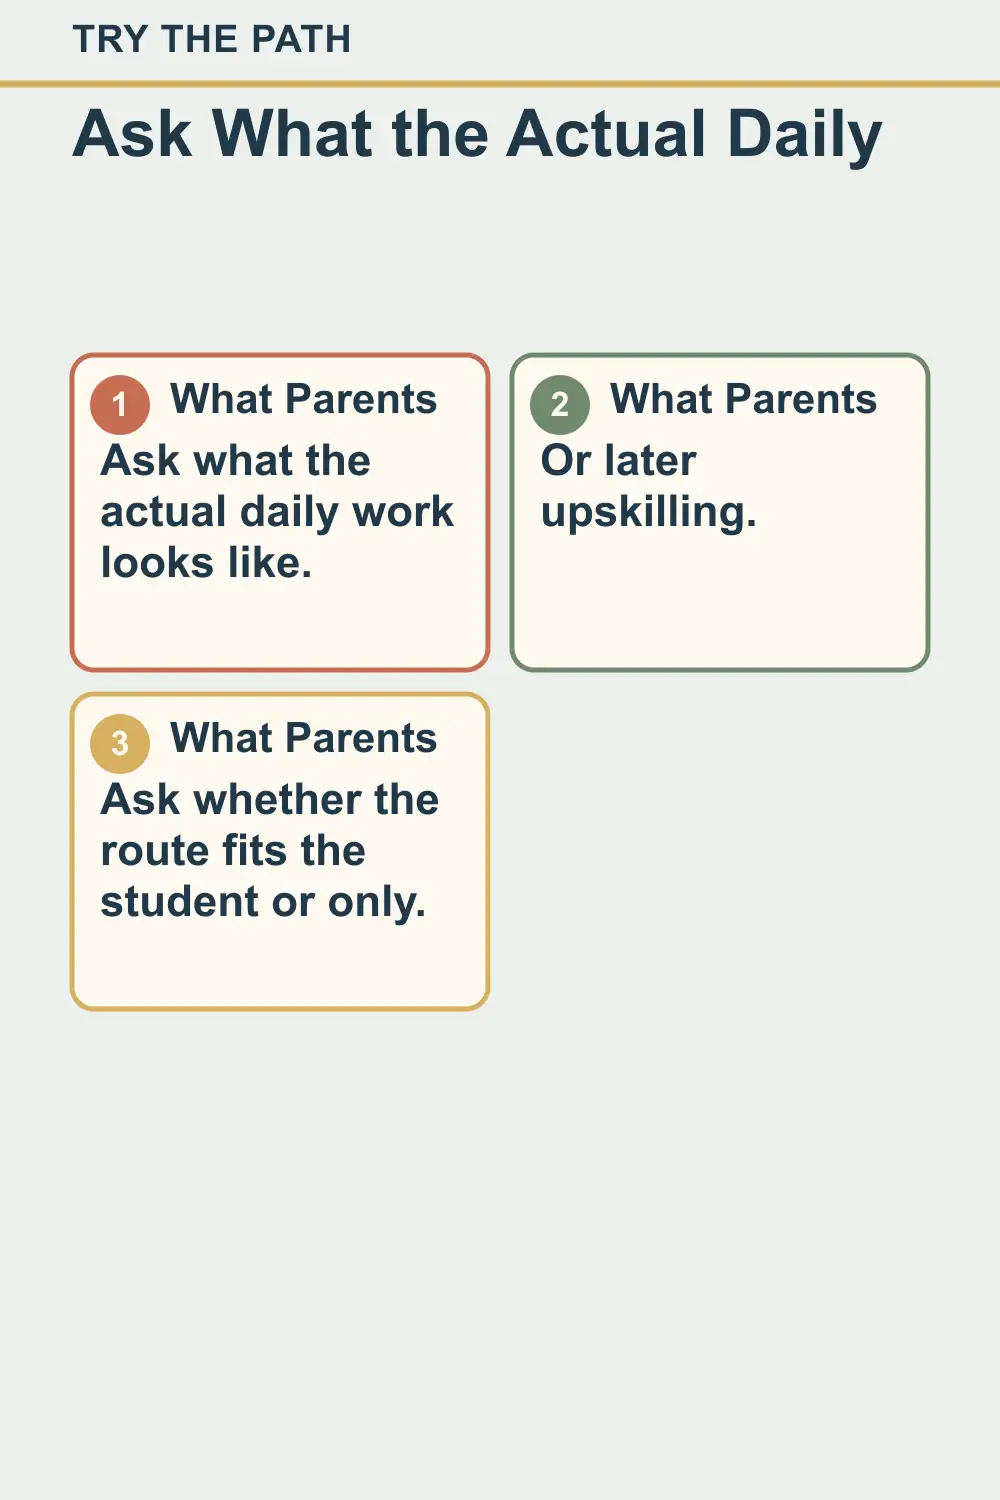 TRY THE PATH
Ask What the Actual Daily
1 What Parents
Ask what the
actual daily work
looks like.
2 What Parents
Or later
upskilling.
3 What Parents
Ask whether the
route fits the
student or only.